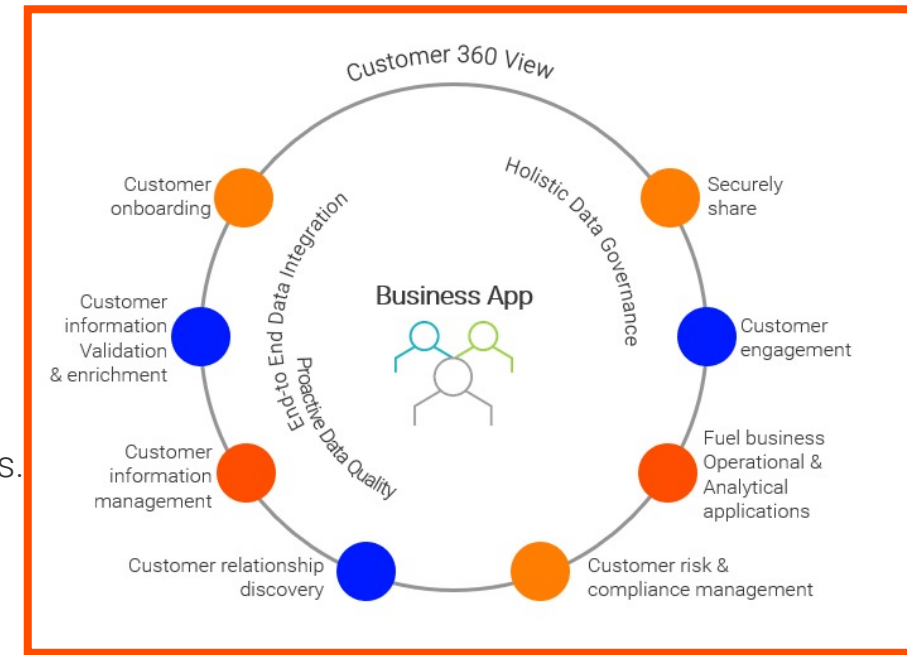 Customer 360 View
Customer
onboarding
Holistic Data Governance
Securely
share
End-to End Data Integration
Business App
Customer
information
Validation
& enrichment
Customer
engagement
Proactive Data Quality
Customer
information
management
s.
Fuel business
Operational &
Analytical
applications
Customer relationship
discovery
Customer risk &
compliance management